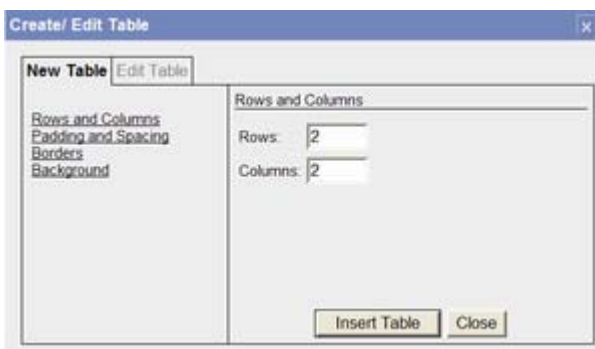 Create/ Edit Table x
New Table Edit Table
Rows and Columns
Padding and Spacing
Borders
Background
Rows and Columns
Rows: 2
Columns: 2
Insert Table Close